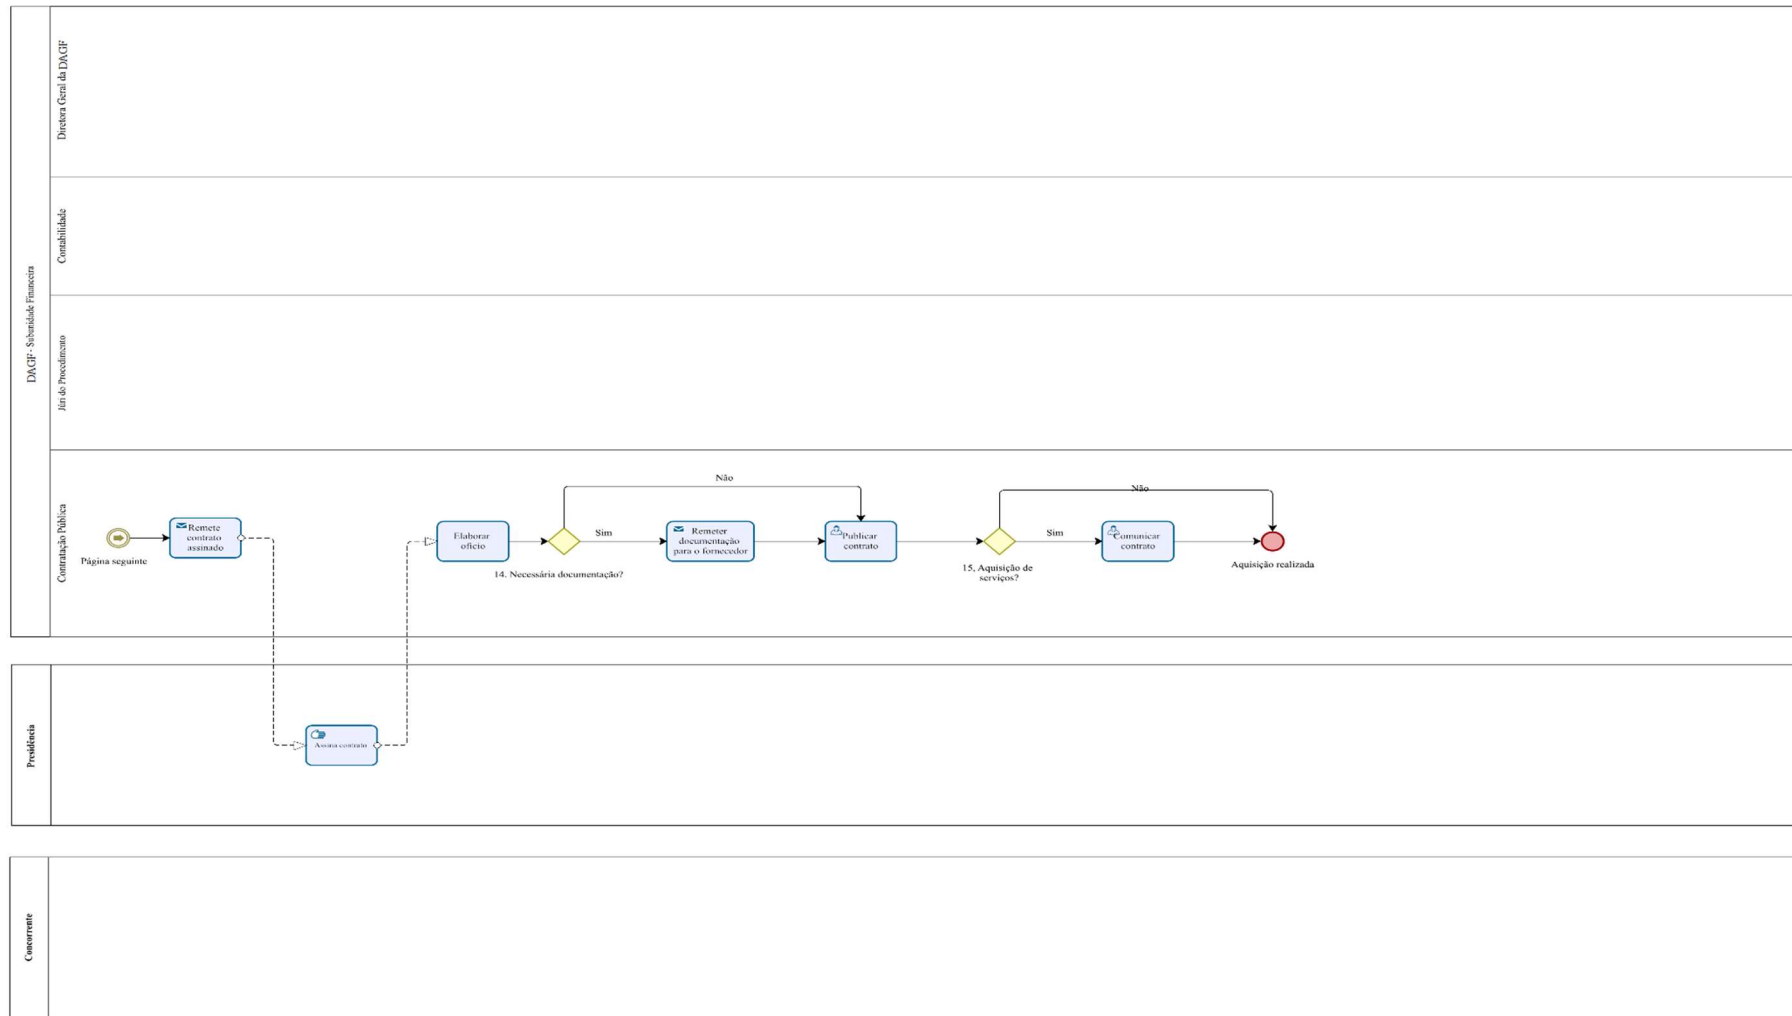 DAGF - Subunidade Financeira
Diretora Geral da DAGF
Contabilidade
Júri do Procedimento
Contratação Pública
Página seguinte
Remete
contrato
assinado
Elaborar
ofício
14. Necessária documentação?
Não
Sim
Remeter
documentação
para o fornecedor
Publicar
contrato
15. Aquisição de
serviços?
Não
Sim
Comunicar
contrato
Aquisição realizada
Presidência
Assina contrato
Concorrente